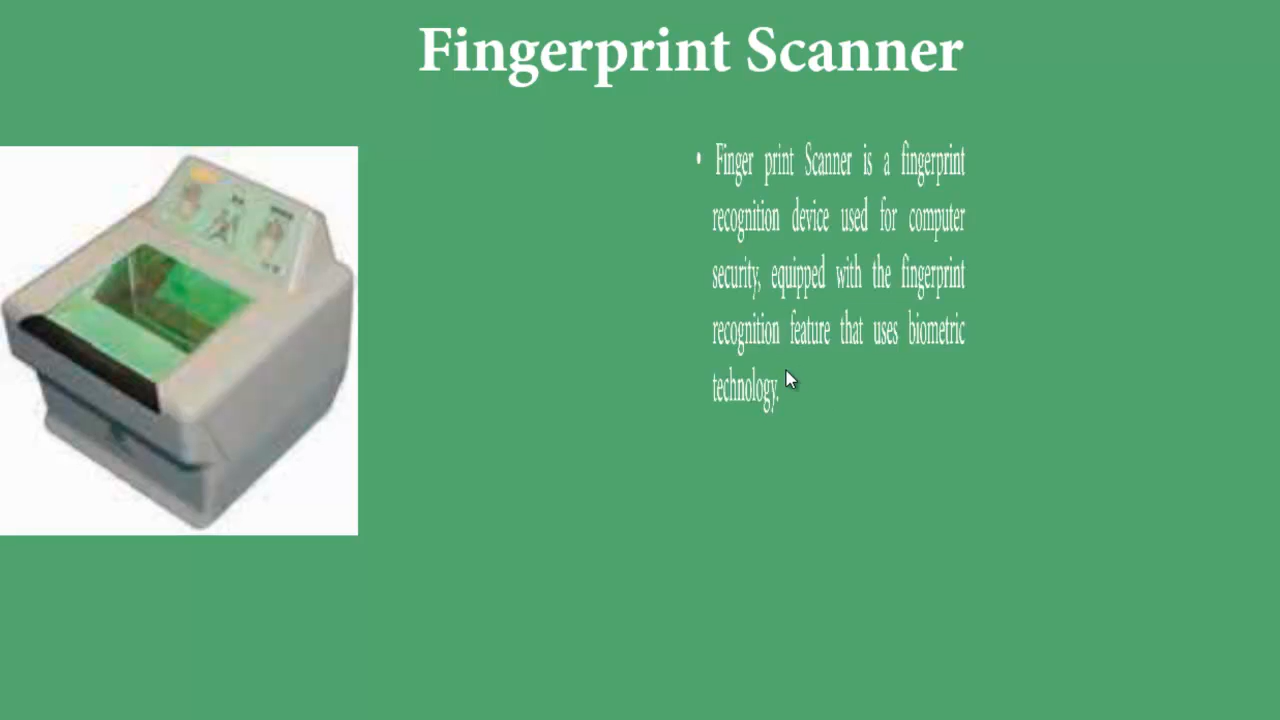 Fingerprint Scanner
• Finger print Scanner is a fingerprint
recognition device used for computer
security, equipped with the fingerprint
recognition feature that uses biometric
technology.